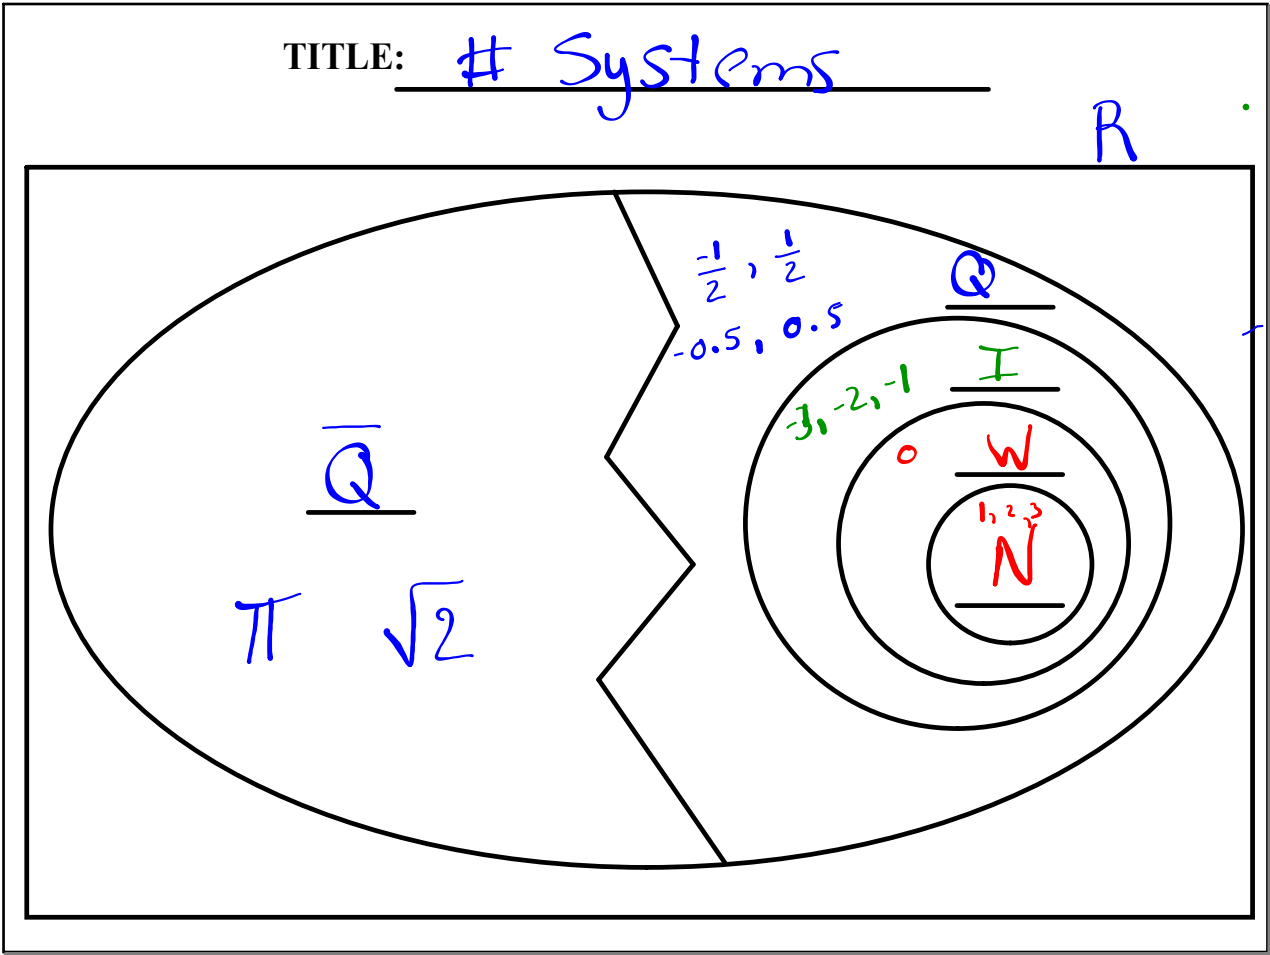 TITLE: # Systems
R
-1/2, 1/2
Q
-0.5, 0.5
I
-3, -2, -1
W
0
1, 2, 3
N
Q̅
π √2